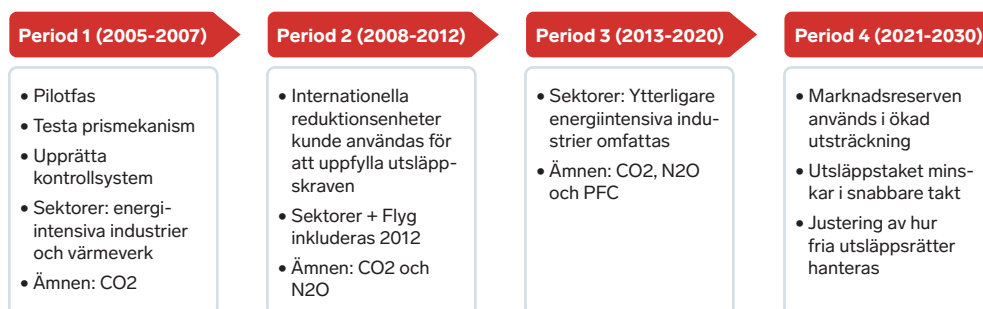 Period 1 (2005-2007)
• Pilotfas
• Testa prismekanism
• Upprätta
kontrollsystem
• Sektorer: energi-
intensiva industrier
och värmeverk
• Ämnen: CO2
Period 2 (2008-2012)
• Internationella
reduktionsenheter
kunde användas för
att uppfylla utsläpp-
skraven
• Sektorer + Flyg
inkluderas 2012
• Ämnen: CO2 och
N2O
Period 3 (2013-2020)
• Sektorer: Ytterligare
energiintensiva indu-
strier omfattas
• Ämnen: CO2, N2O
och PFC
Period 4 (2021-2030)
• Marknadsreserven
används i ökad
utsträckning
• Utsläppstaket mins-
kar i snabbare takt
• Justering av hur
fria utsläppsrätter
hanteras